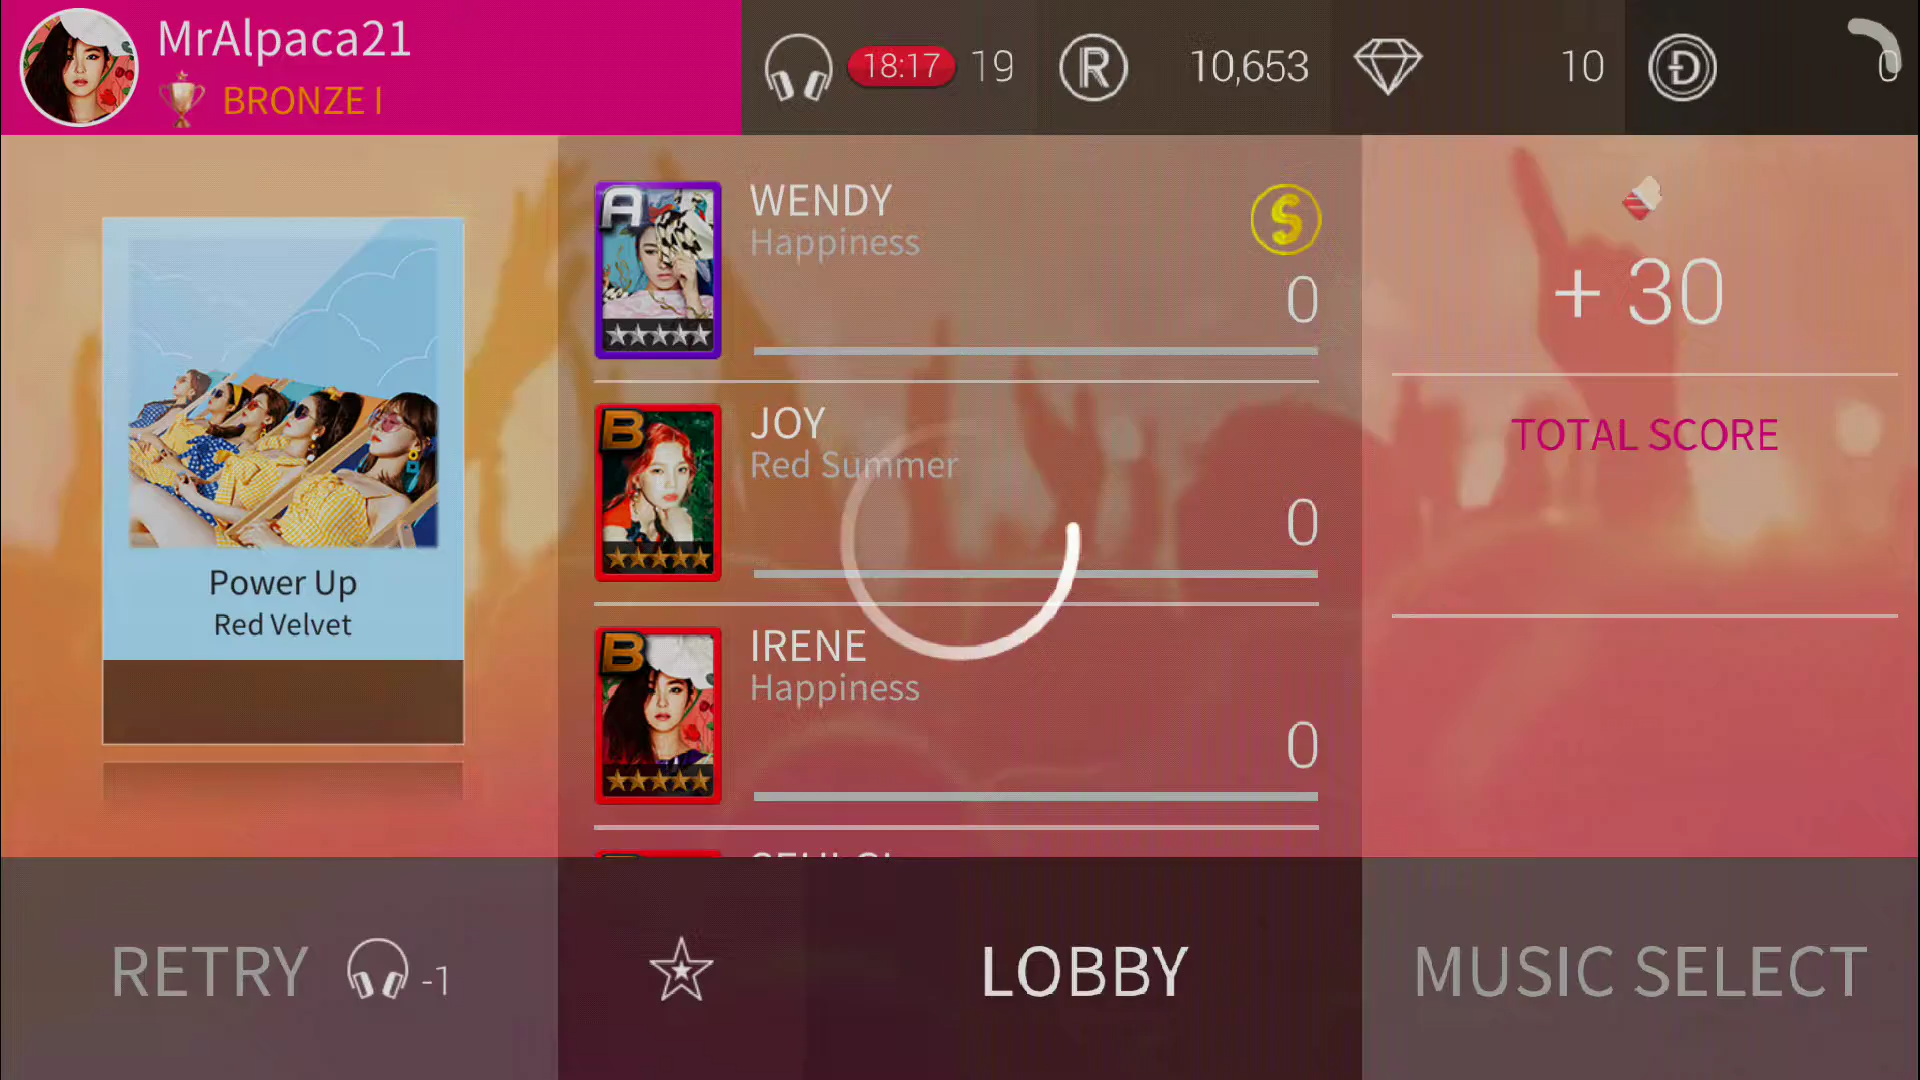 MrAlpaca21
BRONZE I
18:17
19
R
10,653
10
Đ
0
Power Up
Red Velvet
A
WENDY
Happiness
S
0
B
JOY
Red Summer
0
B
IRENE
Happiness
0
+ 30
TOTAL SCORE
RETRY
-1
LOBBY
MUSIC SELECT